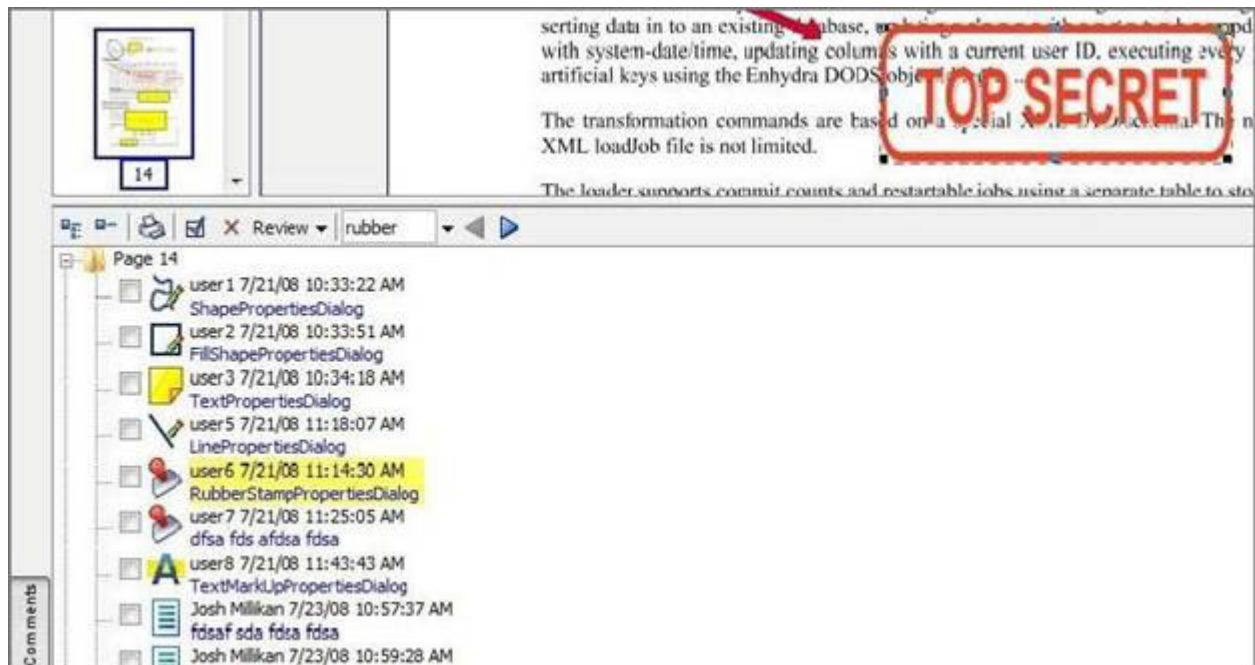 serting data in to an existing
with system-date/time, updating columns with a current user ID, executing every
artificial keys using the Enhydra DODS
TOP SECRET
The transformation commands are based on a special The
XML loadJob file is not limited.
The loader supports commit counts and restartable jobs using a separate table to sto
14
Review rubber
Page 14
user1 7/21/08 10:33:22 AM
ShapePropertiesDialog
user2 7/21/08 10:33:51 AM
FillShapePropertiesDialog
user3 7/21/08 10:34:18 AM
TextPropertiesDialog
user5 7/21/08 11:18:07 AM
LinePropertiesDialog
user6 7/21/08 11:14:30 AM
RubberStampPropertiesDialog
user7 7/21/08 11:25:05 AM
dfsa fds afdsa fdsa
user8 7/21/08 11:43:43 AM
TextMarkUpPropertiesDialog
Josh Millikan 7/23/08 10:57:37 AM
fdsaf sda fdsa fdsa
Josh Millikan 7/23/08 10:59:28 AM
Comments